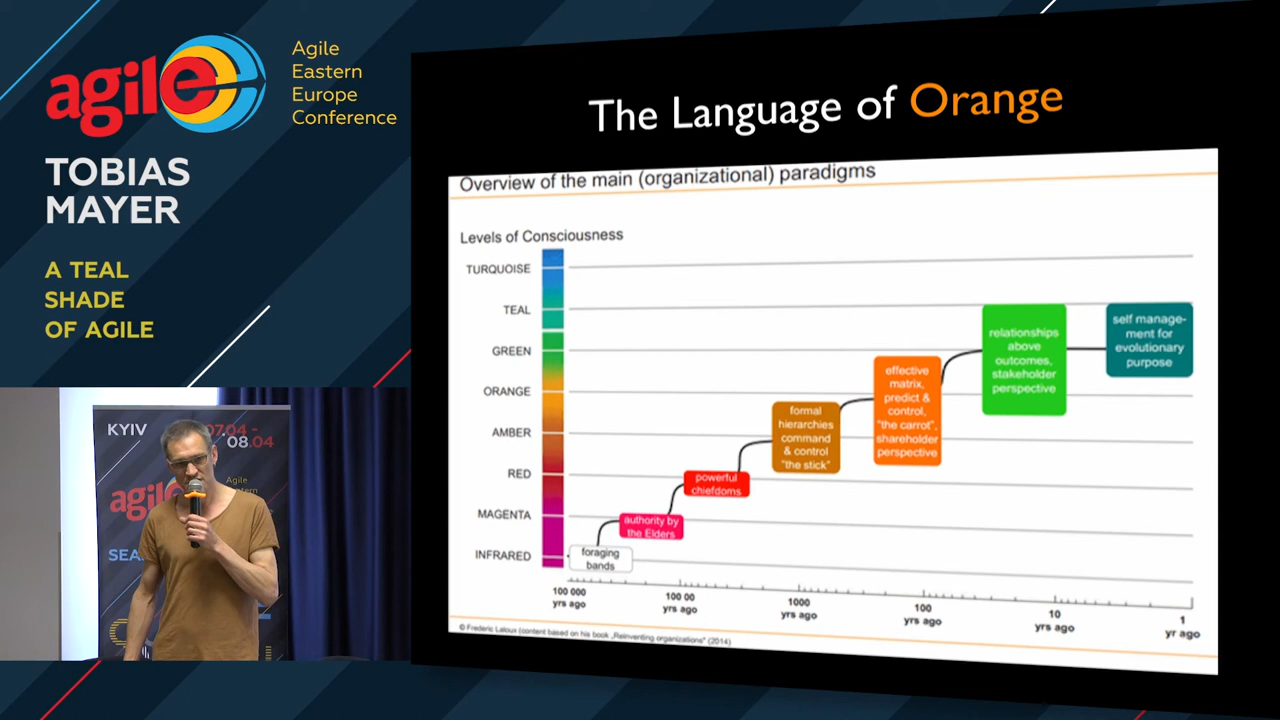 agile
Agile
Eastern
Europe
Conference
TOBIAS
MAYER
A TEAL
SHADE
OF AGILE
KYIV
07.04 -
08.04
agile
Agile
SEA
The Language of Orange
Overview of the main (organizational) paradigms
Levels of Consciousness
TURQUOISE
TEAL
GREEN
ORANGE
AMBER
RED
MAGENTA
INFRARED
foraging
bands
authority by
the Elders
powerful
chiefdoms
formal
hierarchies
command
& control
"the stick"
effective
matrix,
predict &
control,
"the carrot",
shareholder
perspective
relationships
above
outcomes,
stakeholder
perspective
self manage-
ment for
evolutionary
purpose
100 000
yrs ago
100 00
yrs ago
1000
yrs ago
100
yrs ago
10
yrs ago
1
yr ago
© Frederic Laloux (content based on his book „Reinventing organizations" (2014)